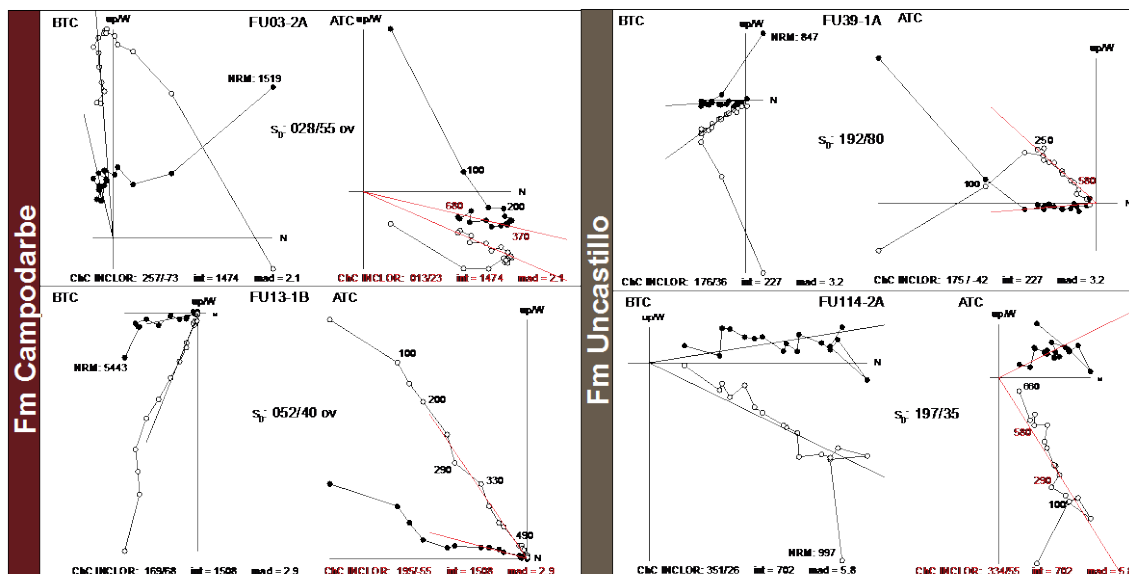 Fm Campodarbe
BTC
FU03-2A
ATC
up/W
up/W
NRM: 1519
S₀: 028/55 ov
100
N
200
680
370
N
ChC INCLOR: 257/-73 int = 1474 mad = 2.1
ChC INCLOR: 013/23 int = 1474 mad = 2.1
BTC
FU13-1B
ATC
up/W
up/W
N
NRM: 5443
100
200
S₀: 052/40 ov
290
330
490
N
ChC INCLOR: 169/68 int = 1508 mad = 2.9
ChC INCLOR: 195/-55 int = 1508 mad = 2.9
Fm Uncastillo
BTC
FU39-1A
ATC
up/W
up/W
NRM: 847
N
S₀: 192/80
250
100
580
N
ChC INCLOR: 176/36 int = 227 mad = 3.2
ChC INCLOR: 175/-42 int = 227 mad = 3.2
BTC
FU114-2A
ATC
up/W
up/W
N
N
660
S₀: 197/35
580
290
100
NRM: 997
ChC INCLOR: 351/26 int = 702 mad = 5.8
ChC INCLOR: 334/55 int = 702 mad = 5.8